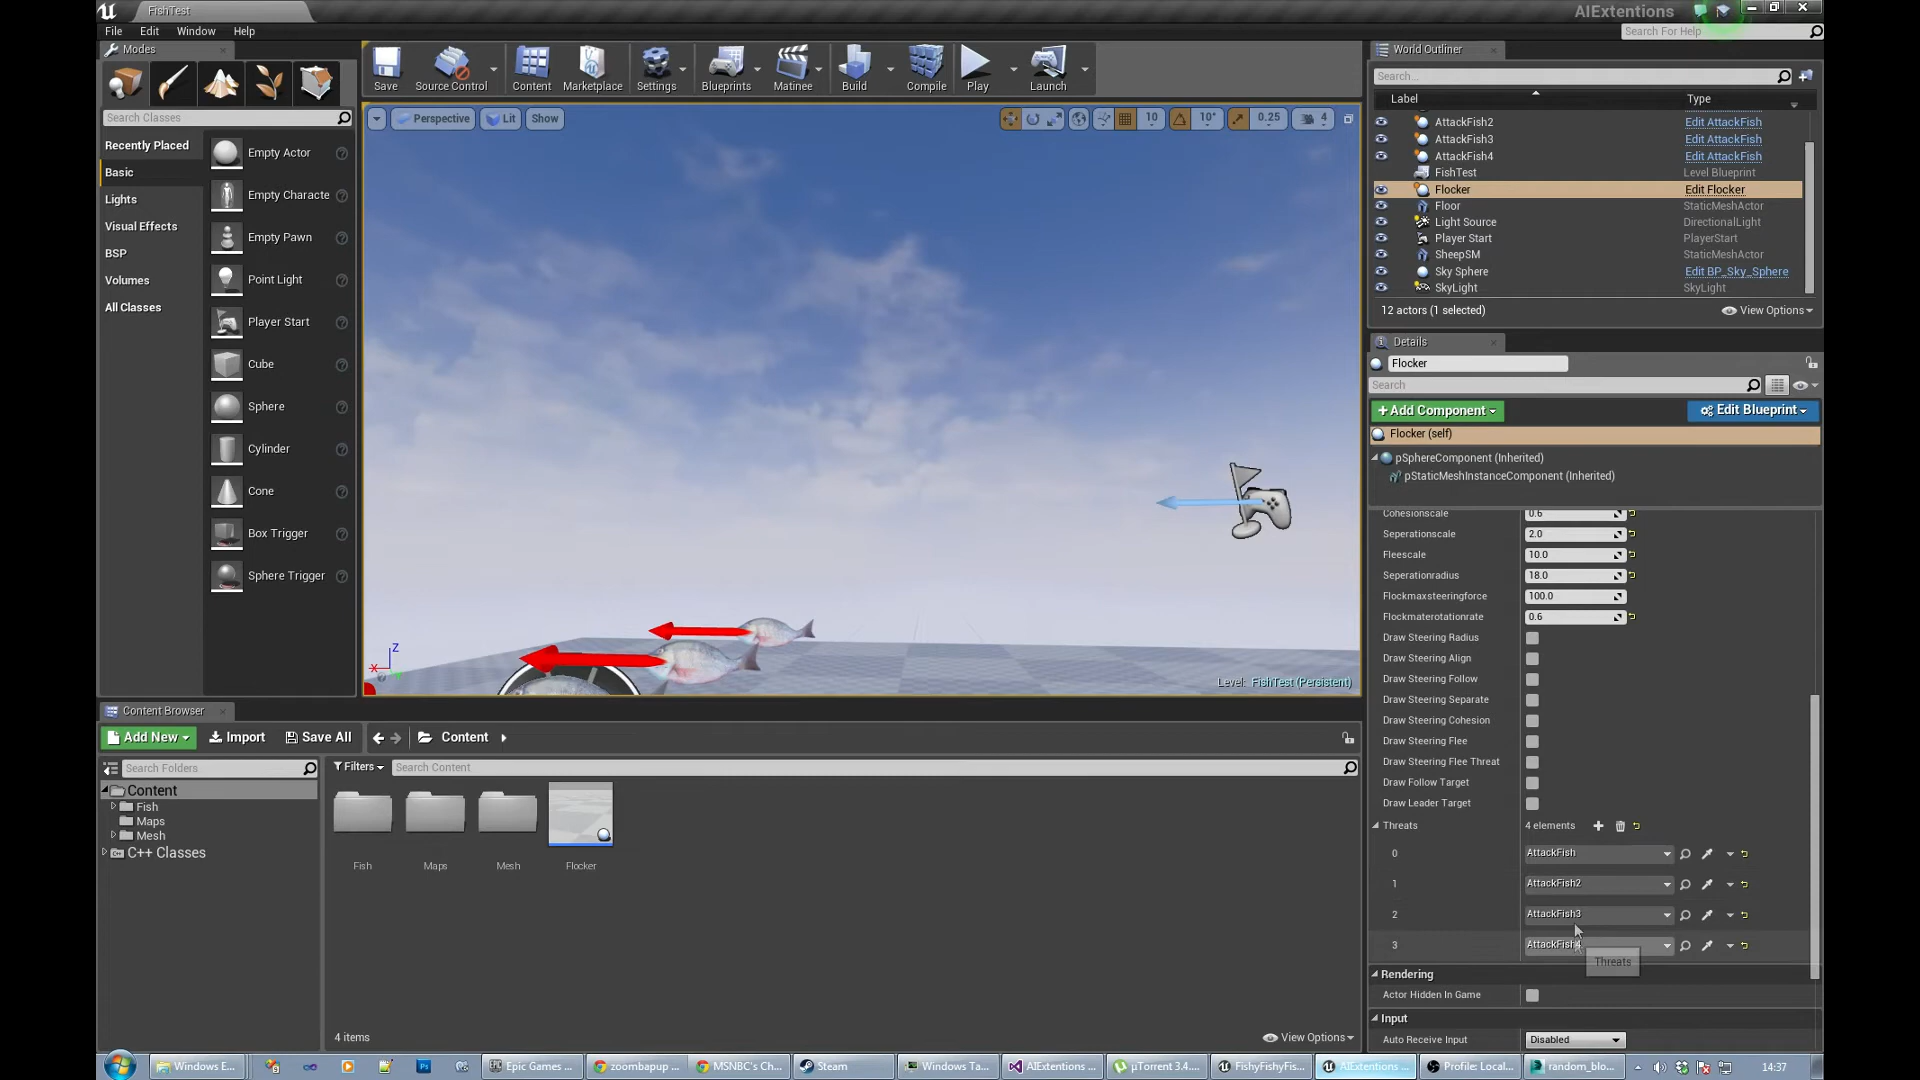 FishTest
AIExtentions
File Edit Window Help
Search For Help
Modes
Search Classes
Recently Placed
Basic
Lights
Visual Effects
BSP
Volumes
All Classes
Empty Actor
Empty Characte
Empty Pawn
Point Light
Player Start
Cube
Sphere
Cylinder
Cone
Box Trigger
Sphere Trigger
Save Source Control Content Marketplace Settings Blueprints Matinee Build Compile Play Launch
Perspective Lit Show 10 10° 0.25 4
Z
X
Level: FishTest (Persistent)
World Outliner
Search...
Label Type
AttackFish2 Edit AttackFish
AttackFish3 Edit AttackFish
AttackFish4 Edit AttackFish
FishTest Level Blueprint
Flocker Edit Flocker
Floor StaticMeshActor
Light Source DirectionalLight
Player Start PlayerStart
SheepSM StaticMeshActor
Sky Sphere Edit BP_Sky_Sphere
SkyLight SkyLight
12 actors (1 selected) View Options
Details
Flocker
Search
+Add Component Edit Blueprint
Flocker (self)
pSphereComponent (Inherited)
pStaticMeshInstanceComponent (Inherited)
Cohesionscale 0.6
Seperationscale 2.0
Fleescale 10.0
Seperationradius 18.0
Flockmaxsteeringforce 100.0
Flockmaterotationrate 0.6
Draw Steering Radius
Draw Steering Align
Draw Steering Follow
Draw Steering Separate
Draw Steering Cohesion
Draw Steering Flee
Draw Steering Flee Threat
Draw Follow Target
Draw Leader Target
Threats 4 elements
0 AttackFish
1 AttackFish2
2 AttackFish3
3 AttackFish4
Threats
Rendering
Actor Hidden In Game
Input
Auto Receive Input Disabled
Content Browser
Add New Import Save All Content
Search Folders
Content
Fish
Maps
Mesh
C++ Classes
Filters Search Content
Fish Maps Mesh Flocker
4 items View Options
Windows E... Epic Games ... zoombapup ... MSNBC's Ch... Steam Windows Ta... AIExtentions ... µTorrent 3.4.... FishyFishyFis... AIExtentions ... Profile: Local... random_blo... 14:37